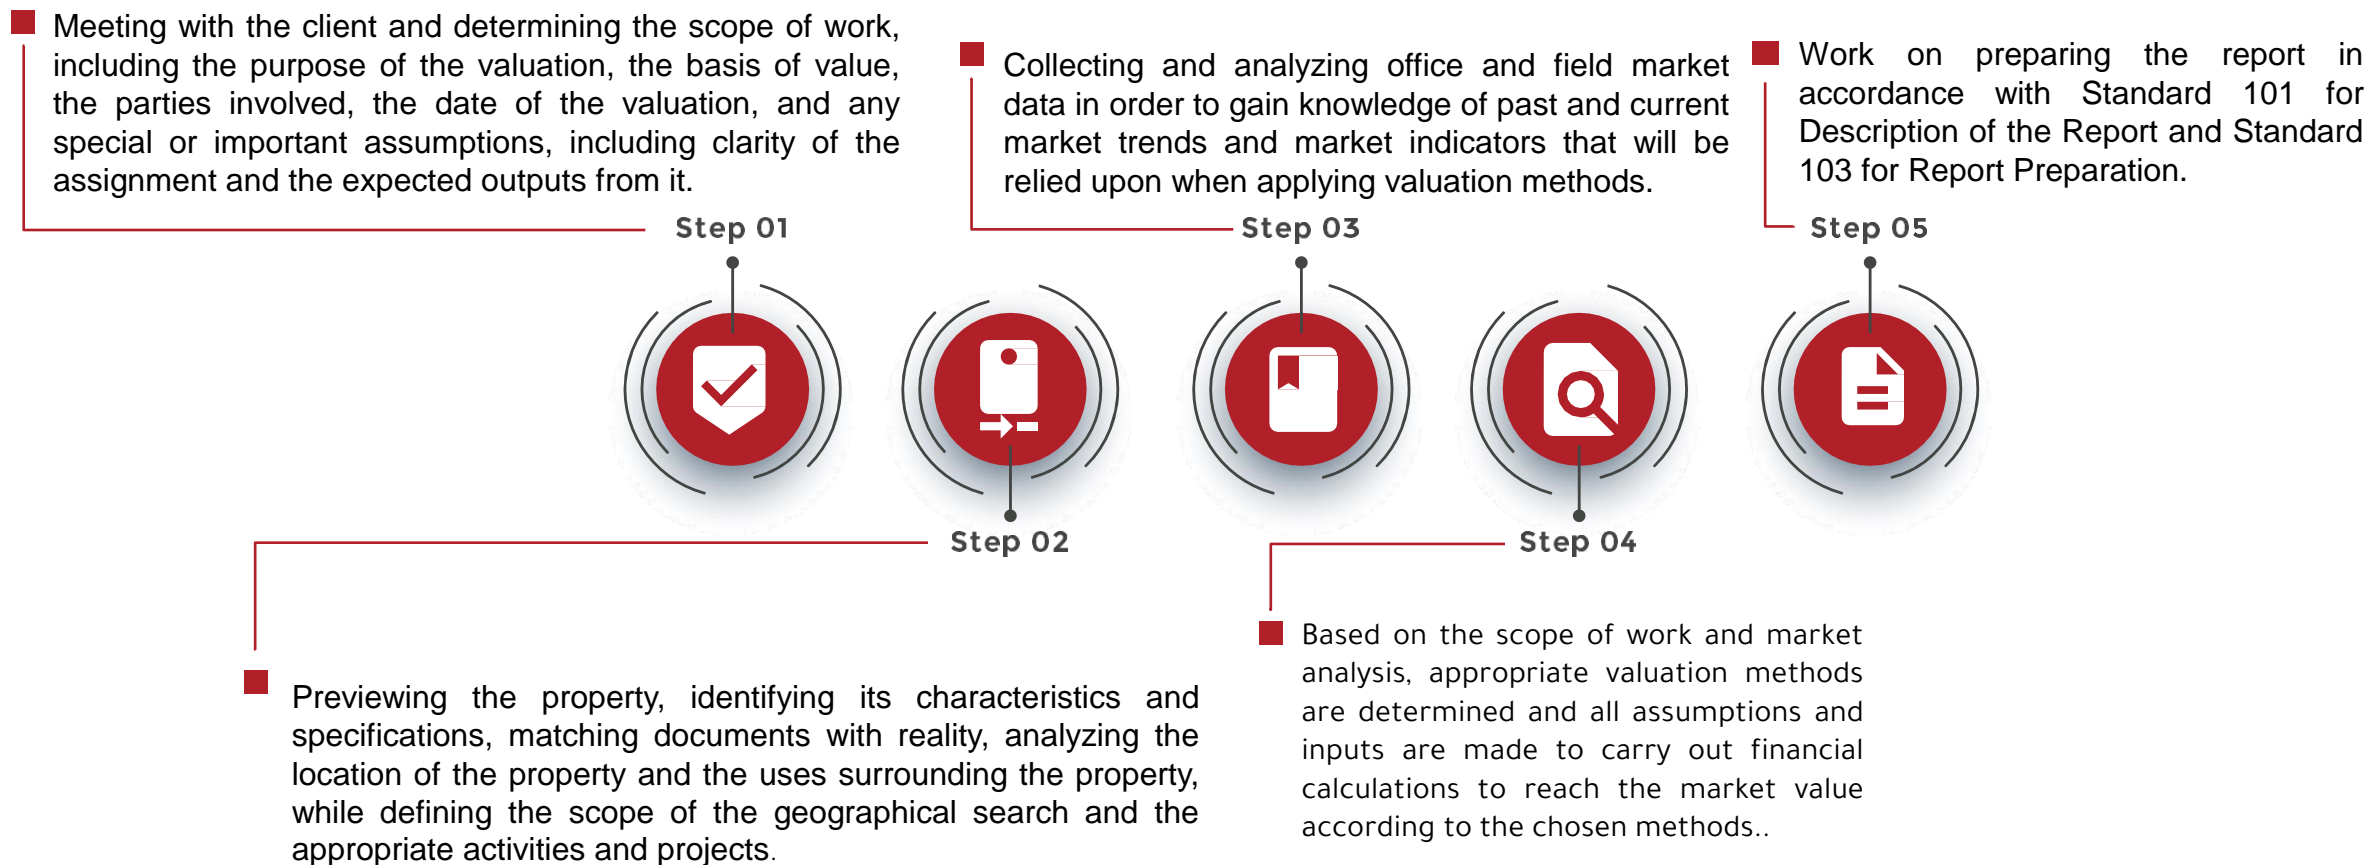 Meeting with the client and determining the scope of work,
including the purpose of the valuation, the basis of value,
the parties involved, the date of the valuation, and any
special or important assumptions, including clarity of the
assignment and the expected outputs from it.
Step 01
Collecting and analyzing office and field market
data in order to gain knowledge of past and current
market trends and market indicators that will be
relied upon when applying valuation methods.
Step 03
Work on preparing the report in
accordance with Standard 101 for
Description of the Report and Standard
103 for Report Preparation.
Step 05
Step 02
Previewing the property, identifying its characteristics and
specifications, matching documents with reality, analyzing the
location of the property and the uses surrounding the property,
while defining the scope of the geographical search and the
appropriate activities and projects.
Step 04
Based on the scope of work and market
analysis, appropriate valuation methods
are determined and all assumptions and
inputs are made to carry out financial
calculations to reach the market value
according to the chosen methods..